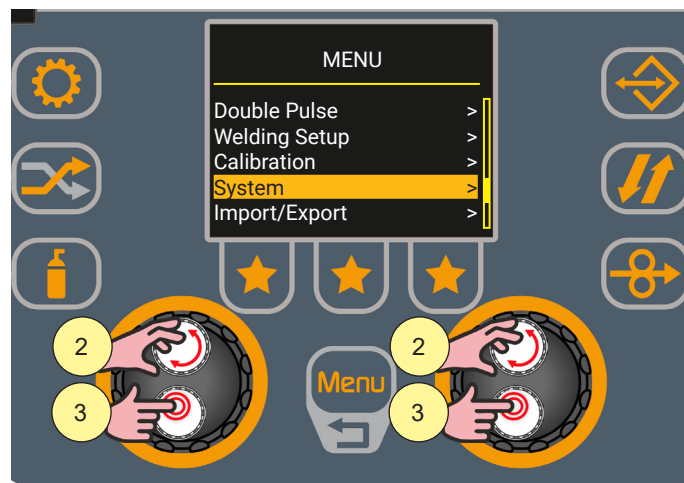 MENU
Double Pulse >
Welding Setup >
Calibration >
System >
Import/Export >
2
2
3
Menu
3